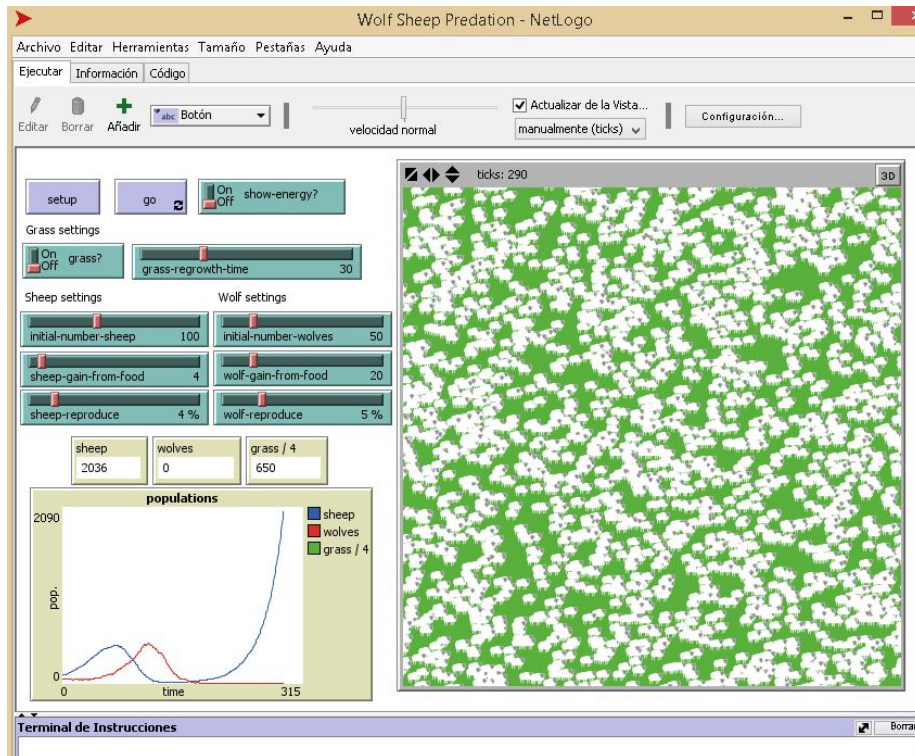 Wolf Sheep Predation - NetLogo
Archivo Editar Herramientas Tamaño Pestañas Ayuda
Ejecutar Información Código
Editar Borrar Añadir
abc Botón
velocidad normal
Actualizar de la Vista...
manualmente (ticks)
Configuración...
setup
go
On
Off
show-energy?
ticks: 290
3D
Grass settings
On
Off
grass?
grass-regrowth-time 30
Sheep settings Wolf settings
initial-number-sheep 100 initial-number-wolves 50
sheep-gain-from-food 4 wolf-gain-from-food 20
sheep-reproduce 4 % wolf-reproduce 5 %
sheep wolves grass / 4
2036 0 650
populations
2090
pop.
0
0 time 315
sheep
wolves
grass / 4
Terminal de Instrucciones
Borrar